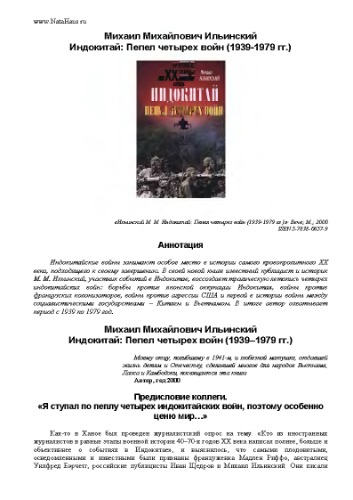 www.NataHaus.ru
Михаил Михайлович Ильинский
Индокитай: Пепел четырех войн (1939-1979 гг.)
XX
ИНДОКИТАЙ
ПЕПЕЛ ЧЕТЫРЕХ ВОЙН
«Ильинский М. М. Индокитай: Пепел четырех войн (1939-1979 гг.)»: Вече; М.; 2000
ISBN 5-7838-0657-9
Аннотация
Индокитайские войны занимают особое место в истории самого кровопролитного XX
века, подходящего к своему завершению. В своей новой книге известный публицист и историк
М. М. Ильинский, участник событий в Индокитае, воссоздает трагическую летопись четырех
индокитайских войн: борьбы против японской оккупации Индокитая, войны против
французских колонизаторов, войны против агрессии США и первой в истории войны между
социалистическими государствами – Китаем и Вьетнамом. В итоге автор охватывает
период с 1939 по 1979 год.
Михаил Михайлович Ильинский
Индокитай: Пепел четырех войн (1939–1979 гг.)
Моему отцу, погибшему в 1941-м, и любимой матушке, отдавшей
жизнь детям и Отечеству, сделавшей многое для народов Вьетнама,
Лаоса и Камбоджи, посвящается эта книга
Автор, год 2000
Предисловие коллеги.
«Я ступал по пеплу четырех индокитайских войн, поэтому особенно
ценю мир…»
Как-то в Ханое был проведен журналистский опрос на тему: «Кто из иностранных
журналистов в разные этапы военной истории 40–70-х годов XX века написал полнее, больше и
объективнее о событиях в Индокитае», и выяснилось, что самыми плодовитыми,
осведомленными и известными были признаны француженка Мадлен Риффо, австралиец
Уилфред Бэрчетт, российские публицисты Иван Щедров и Михаил Ильинский. Они писали